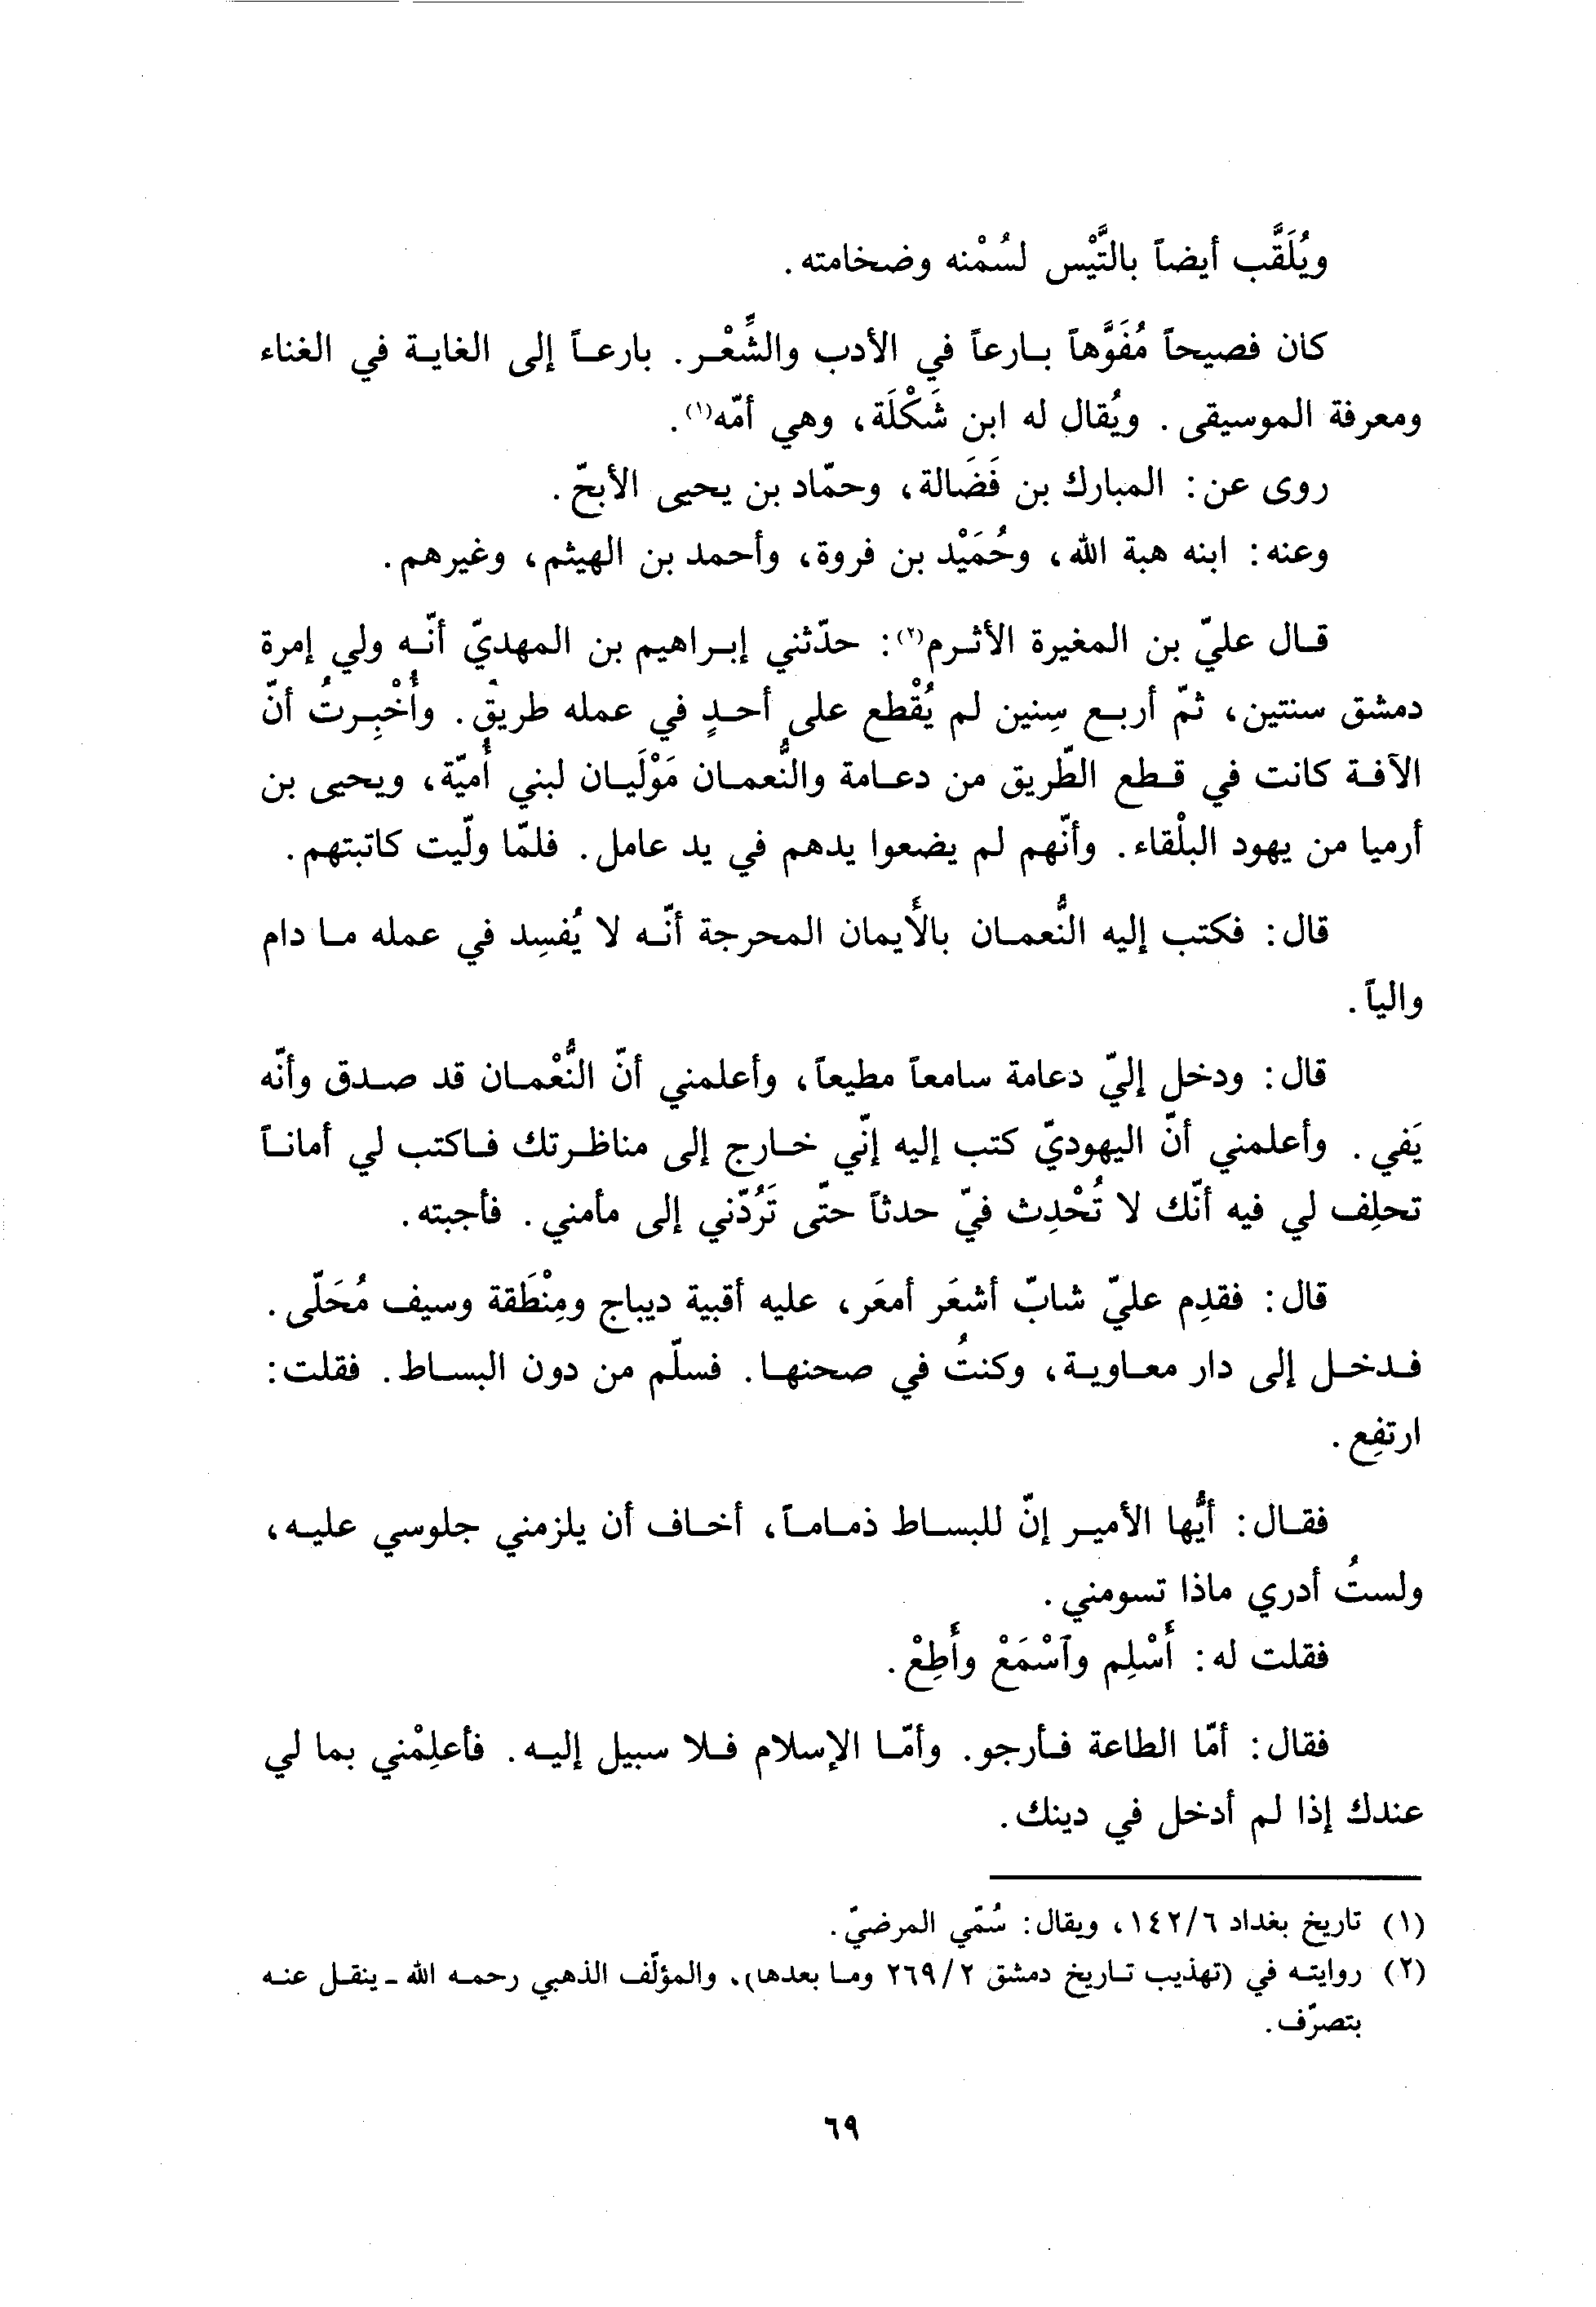 ويُلَقَّب أيضاً بالتَّيْس لسُمْنه وضخامته.
كان فصيحاً مُفَوَّهاً بارعاً في الأدب والشِّعْر. بارعاً إلى الغاية في الغناء
ومعرفة الموسيقى. ويُقال له ابن شَكْلَة، وهي أمّه(١).
روى عن: المبارك بن فَضَالة، وحمّاد بن يحيى الأبحّ.
وعنه: ابنه هبة الله، وحُمَيْد بن فروة، وأحمد بن الهيثم، وغيرهم.
قال عليّ بن المغيرة الأثرم(٢): حدّثني إبراهيم بن المهديّ أنّه ولي إمرة
دمشق سنتين، ثمّ أربع سِنين لم يُقْطع على أحدٍ في عمله طريق. وأُخْبِرتُ أنّ
الآفة كانت في قطع الطّريق من دعامة والنُّعمان مَوْلَيان لبني أُميّة، ويحيى بن
أرميا من يهود البلْقاء. وأنّهم لم يضعوا يدهم في يد عامل. فلمّا ولّيت كاتبتهم.
قال: فكتب إليه النُّعمان بالأَيمان المحرجة أنّه لا يُفسِد في عمله ما دام
والياً.
قال: ودخل إليّ دعامة سامعاً مطيعاً، وأعلمني أنّ النُّعْمان قد صدق وأنّه
يَفي. وأعلمني أنّ اليهوديّ كتب إليه إنّي خارج إلى مناظرتك فاكتب لي أماناً
تحلِف لي فيه أنّك لا تُحْدِث فيّ حدثاً حتّى تَرُدّني إلى مأمني. فأجبته.
قال: فقدِم عليّ شابّ أشعَر أمعَر، عليه أقبية ديباج ومِنْطَقة وسيف مُحَلّى.
فدخل إلى دار معاوية، وكنتُ في صحنها. فسلّم من دون البساط. فقلت:
ارتفِع.
فقال: أيُّها الأمير إنّ للبساط ذماماً، أخاف أن يلزمني جلوسي عليه،
ولستُ أدري ماذا تسومني.
فقلت له: أَسْلِم وآسْمَعْ وأَطِعْ.
فقال: أمّا الطاعة فأرجو. وأمّا الإسلام فلا سبيل إليه. فأعلِمْني بما لي
عندك إذا لم أدخل في دينك.
(١) تاريخ بغداد ١٤٢/٦، ويقال: سُمّي المرضيّ.
(٢) روايته في (تهذيب تاريخ دمشق ٢٦٩/٢ وما بعدها)، والمؤلّف الذهبي رحمه الله ـ ينقل عنه
بتصرّف.
٦٩